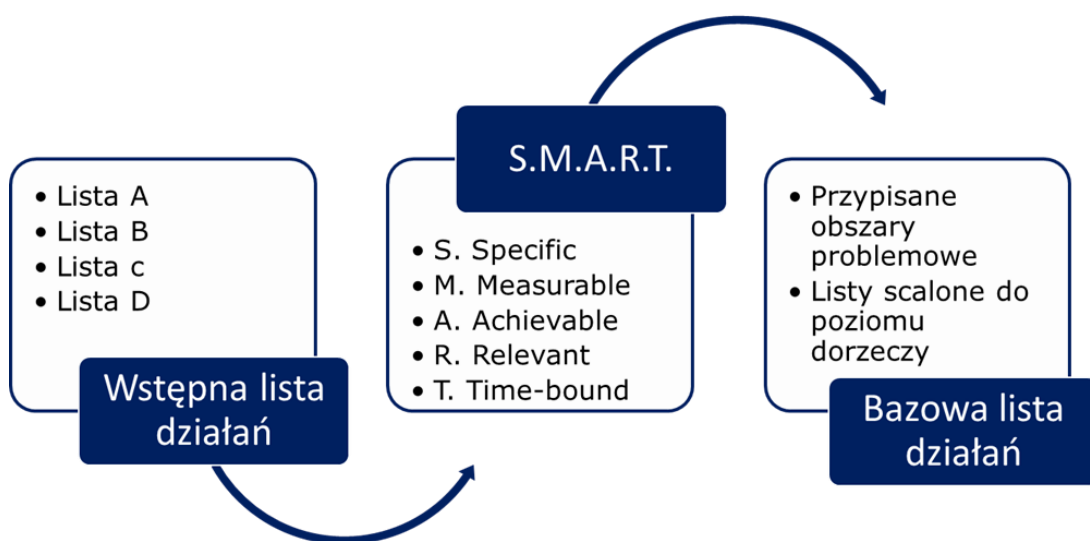 • Lista A
• Lista B
• Lista c
• Lista D
Wstępna lista
działań
S.M.A.R.T.
• S. Specific
• M. Measurable
• A. Achievable
• R. Relevant
• T. Time-bound
• Przypisane
obszary
problemowe
• Listy scalone do
poziomu
dorzeczy
Bazowa lista
działań